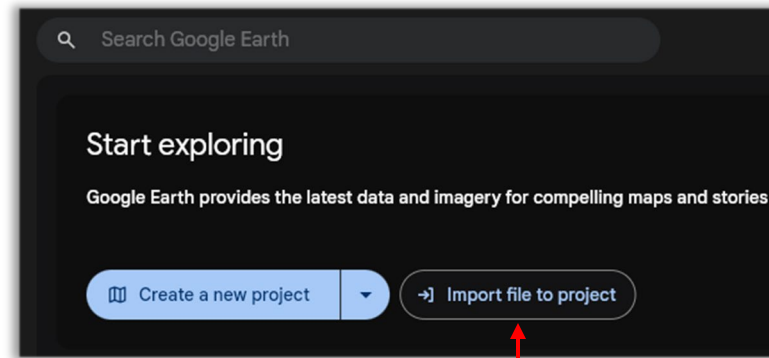 Search Google Earth
Start exploring
Google Earth provides the latest data and imagery for compelling maps and stories
Create a new project
Import file to project